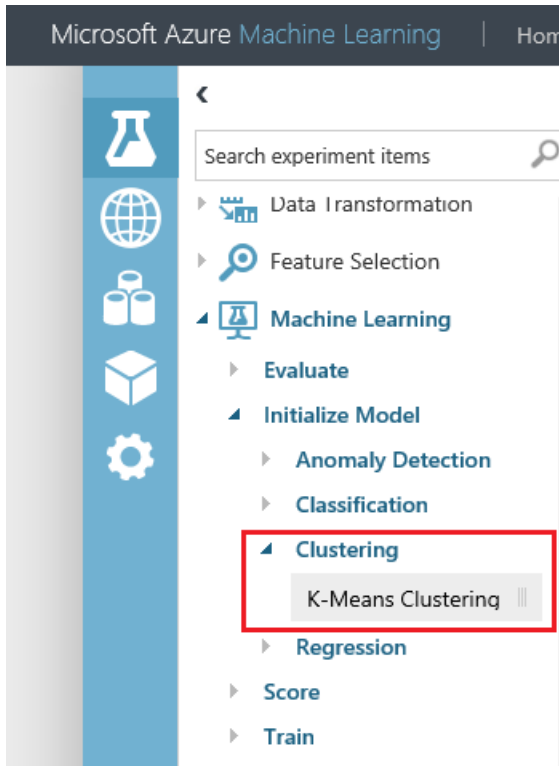 Microsoft Azure Machine Learning | Hom
Search experiment items
Data Transformation
Feature Selection
Machine Learning
Evaluate
Initialize Model
Anomaly Detection
Classification
Clustering
K-Means Clustering
Regression
Score
Train